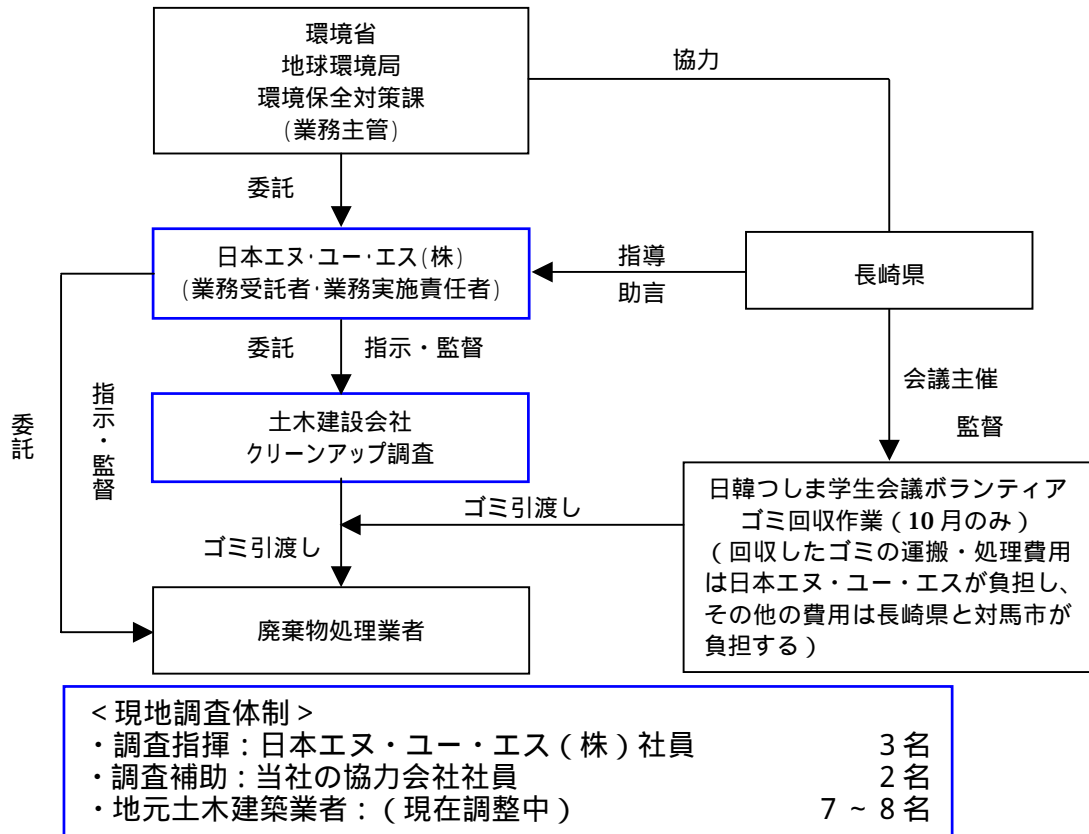 環境省
地球環境局
環境保全対策課
(業務主管)
協力
委託
日本エヌ・ユー・エス(株)
(業務受託者・業務実施責任者)
指導
助言
長崎県
委託 指示・監督
会議主催
監督
委託
指示・監督
土木建設会社
クリーンアップ調査
日韓つしま学生会議ボランティア
ゴミ回収作業（10月のみ）
（回収したゴミの運搬・処理費用
は日本エヌ・ユー・エスが負担し、
その他の費用は長崎県と対馬市が
負担する）
ゴミ引渡し
ゴミ引渡し
廃棄物処理業者
＜現地調査体制＞
・調査指揮：日本エヌ・ユー・エス（株）社員 3名
・調査補助：当社の協力会社社員 2名
・地元土木建築業者：（現在調整中） 7～8名